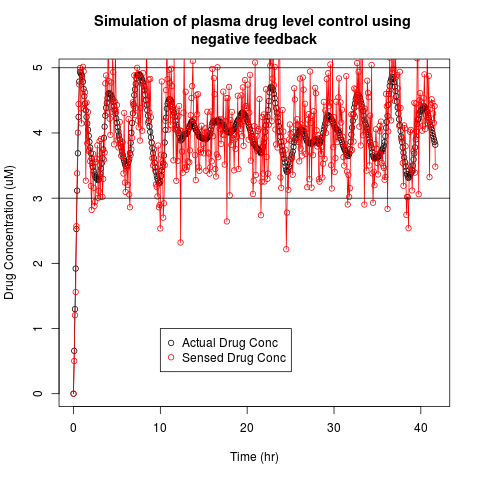 Simulation of plasma drug level control using
negative feedback
Drug Concentration (uM)
5
4
3
2
1
0
Actual Drug Conc
Sensed Drug Conc
0 10 20 30 40
Time (hr)